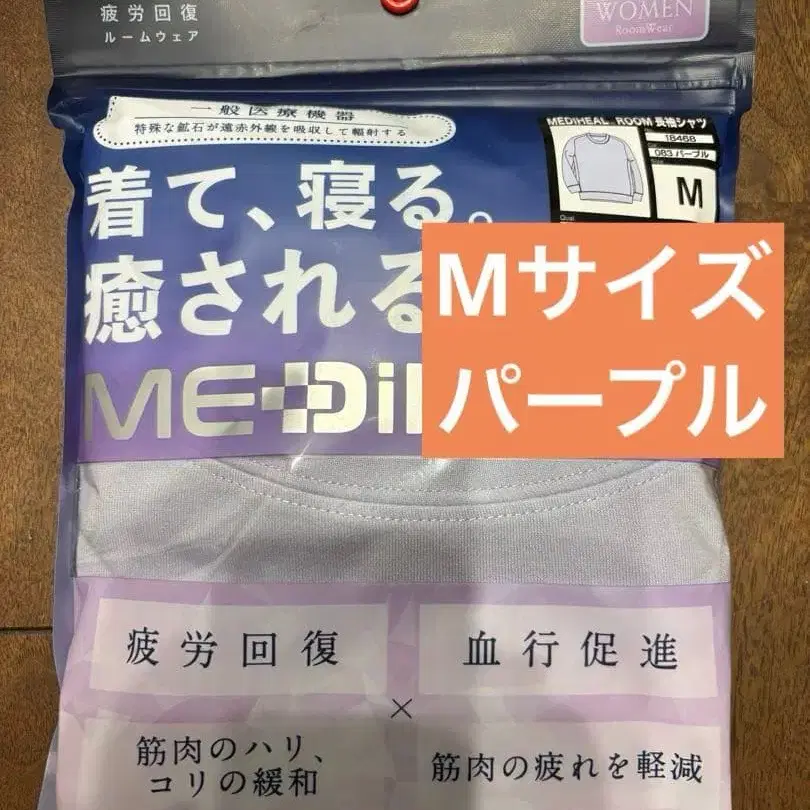 疲労回復
ルームウェア
WOMEN
RoomWear
一般医療機器
特殊な鉱石が遠赤外線を吸収して輻射する
MEDIHEAL ROOM 長袖シャツ
18468
083 パープル
M
着て、寝る。
癒される
MEDiH
Mサイズ
パープル
疲労回復
血行促進
×
筋肉のハリ、
コリの緩和
筋肉の疲れを軽減